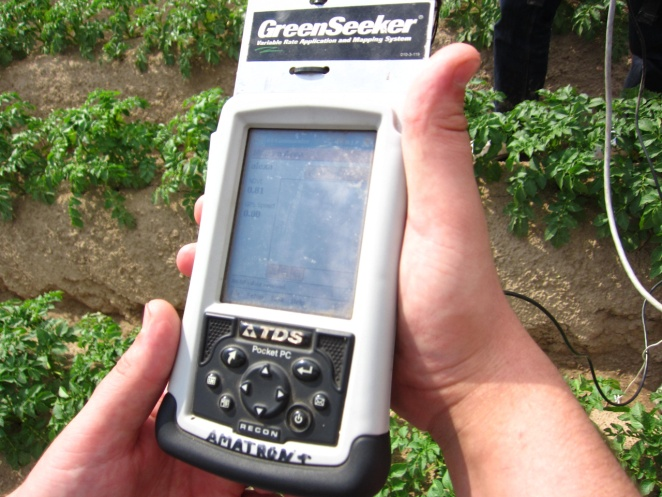 GreenSeeker®
Variable Rate Application and Mapping System
TDS
Pocket PC
RECON
AMATRON+